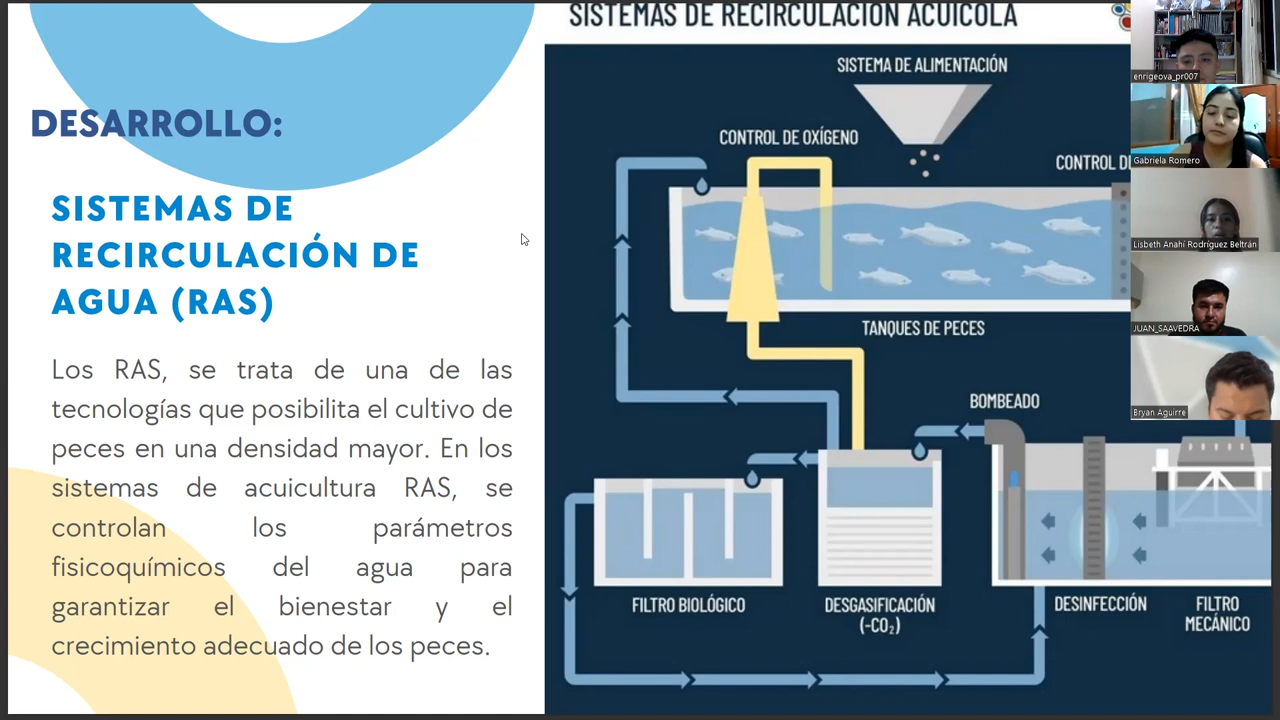 DESARROLLO:
SISTEMAS DE
RECIRCULACIÓN DE
AGUA (RAS)
Los RAS, se trata de una de las
tecnologías que posibilita el cultivo de
peces en una densidad mayor. En los
sistemas de acuicultura RAS, se
controlan los parámetros
fisicoquímicos del agua para
garantizar el bienestar y el
crecimiento adecuado de los peces.
SISTEMAS DE RECIRCULACIÓN ACUÍCOLA
SISTEMA DE ALIMENTACIÓN
CONTROL DE OXÍGENO
CONTROL DE
TANQUES DE PECES
BOMBEADO
FILTRO BIOLÓGICO
DESGASIFICACIÓN
(-CO₂)
DESINFECCIÓN
FILTRO
MECÁNICO
enrigeova_pr007
Gabriela Romero
Lisbeth Anahí Rodríguez Beltrán
JUAN_SAAVEDRA
Bryan Aguirre